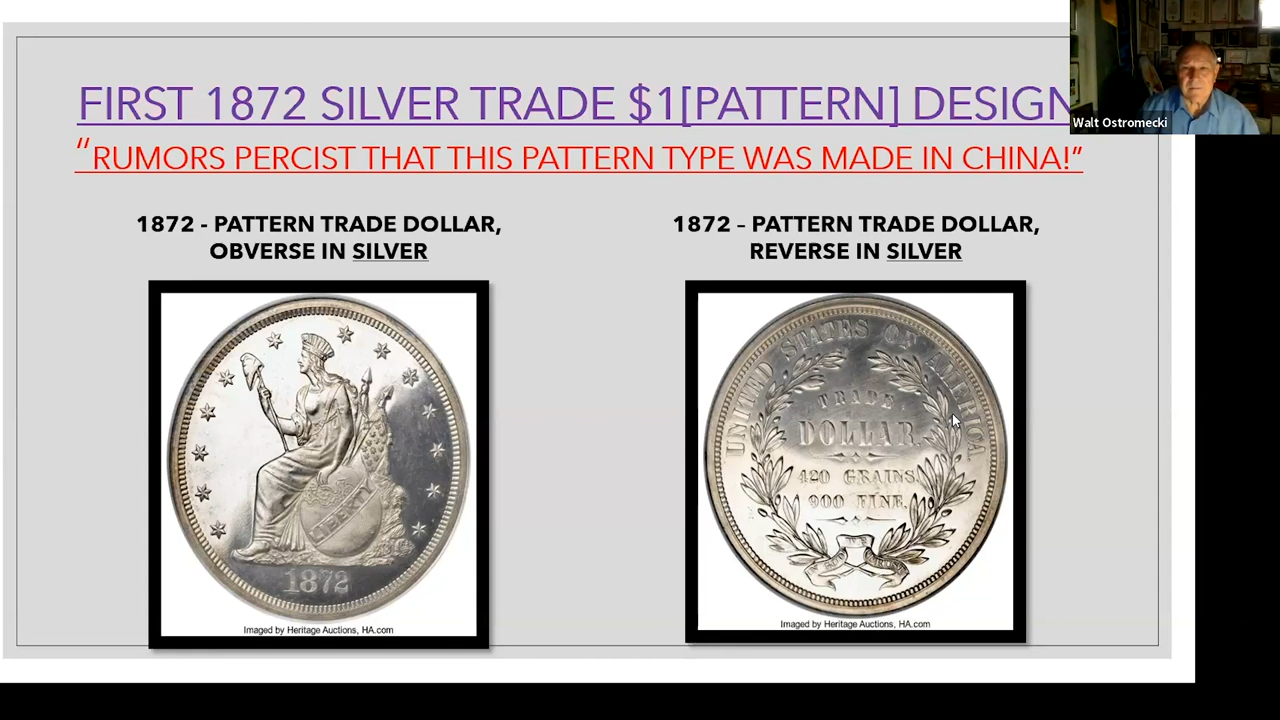 FIRST 1872 SILVER TRADE $1[PATTERN] DESIGN
Walt Ostromecki
“RUMORS PERCIST THAT THIS PATTERN TYPE WAS MADE IN CHINA!”
1872 - PATTERN TRADE DOLLAR,
OBVERSE IN SILVER
1872 – PATTERN TRADE DOLLAR,
REVERSE IN SILVER
LIBERTY
1872
Imaged by Heritage Auctions, HA.com
UNITED STATES OF AMERICA.
TRADE
DOLLAR.
420 GRAINS.
900 FINE.
Imaged by Heritage Auctions, HA.com